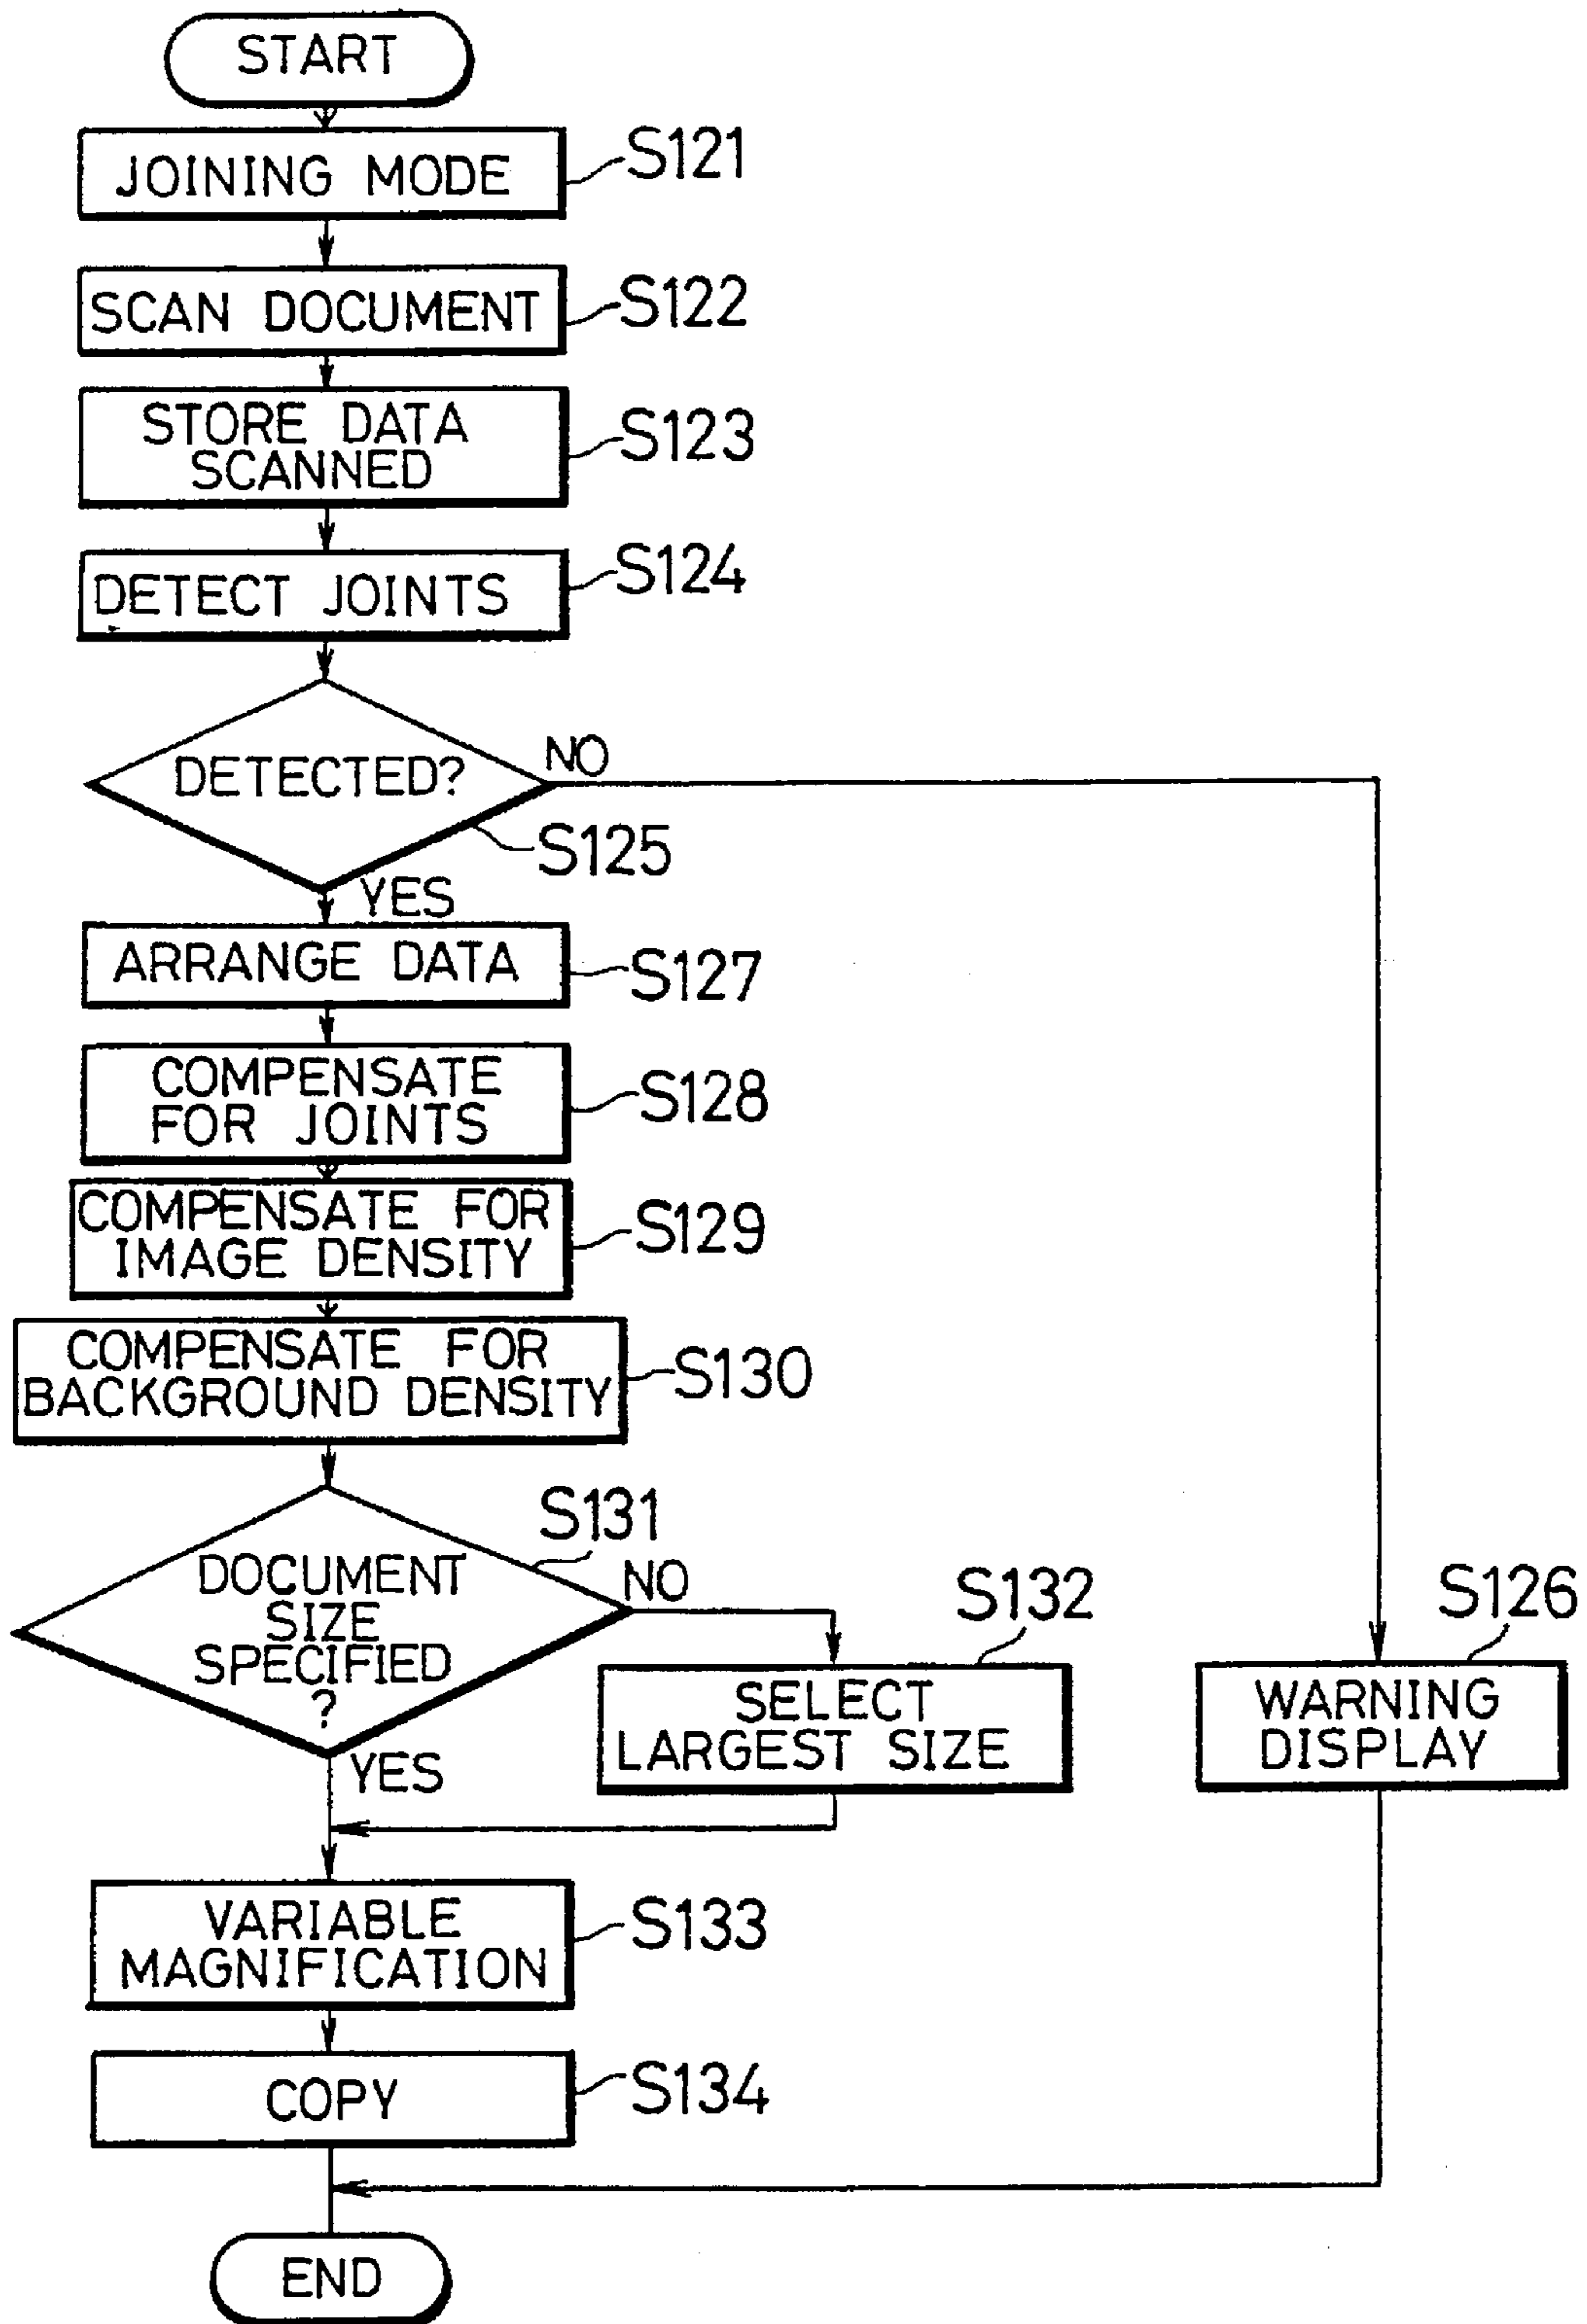 START
JOINING MODE
S121
SCAN DOCUMENT
S122
STORE DATA
SCANNED
S123
DETECT JOINTS
S124
DETECTED?
NO
S125
YES
ARRANGE DATA
S127
COMPENSATE
FOR JOINTS
S128
COMPENSATE FOR
IMAGE DENSITY
S129
COMPENSATE FOR
BACKGROUND DENSITY
S130
S131
DOCUMENT
SIZE
SPECIFIED
?
NO
YES
S132
SELECT
LARGEST SIZE
S126
WARNING
DISPLAY
VARIABLE
MAGNIFICATION
S133
COPY
S134
END